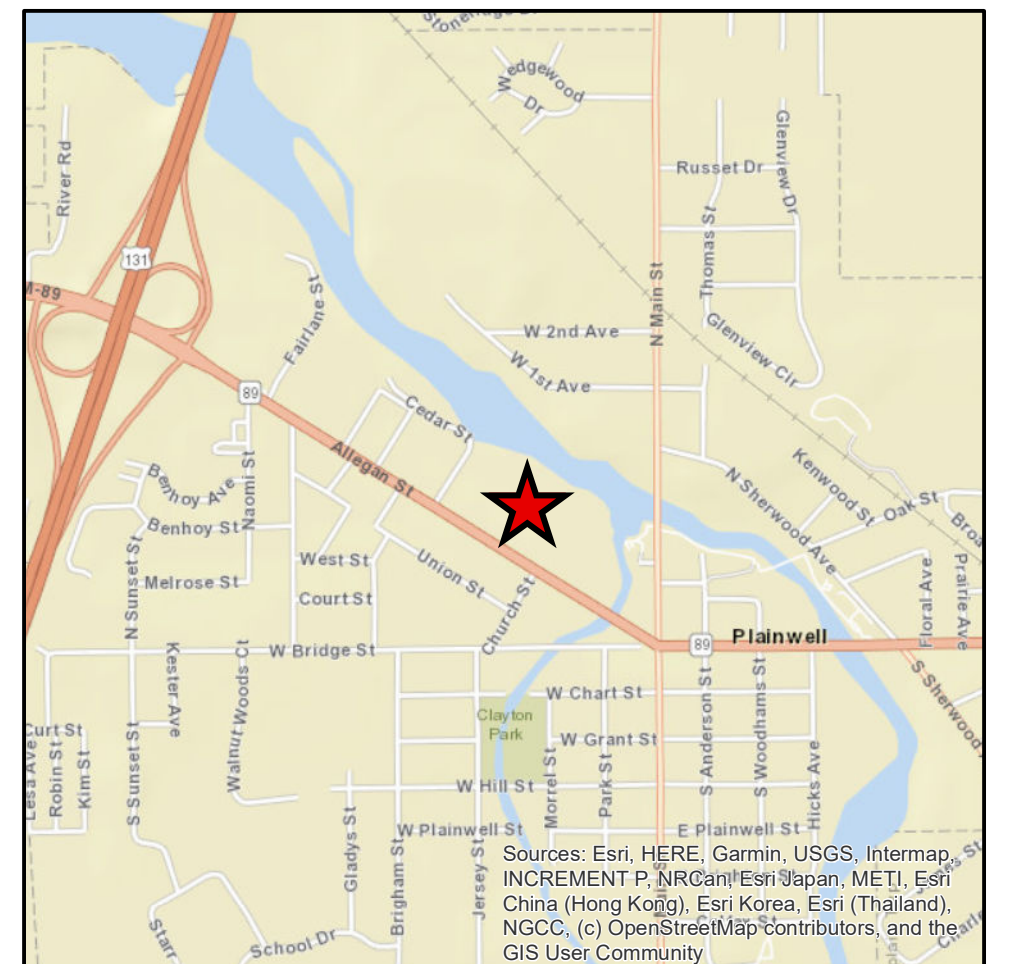 Wedgewood
Dr
Glenview Dr
River Rd
Russet Dr
Thomas St
131
M-89
N Main St
Fairlane St
W 2nd Ave
Glenview Cir
W 1st Ave
89
Cedar St
Allegan St
Kenwood St
Benhoy Ave
Naomi St
N Sherwood Ave
Oak St
Benhoy St
West St
Union St
Melrose St
N Sunset St
Court St
Church St
Floral Ave
Prairie Ave
89
Plainwell
W Bridge St
Kester Ave
Walnut Woods Ct
W Chart St
S Anderson St
S Woodhams St
S Sherwood
Clayton
Park
Curt St
W Grant St
Lesa Ave
Robin St
Kim St
S Sunset St
W Hill St
Morrel St
Park St
Hicks Ave
Gladys St
W Plainwell St
E Plainwell St
Brigham St
Jersey St
Starr
School Dr
Sources: Esri, HERE, Garmin, USGS, Intermap,
INCREMENT P, NRCan, Esri Japan, METI, Esri
China (Hong Kong), Esri Korea, Esri (Thailand),
NGCC, (c) OpenStreetMap contributors, and the
GIS User Community